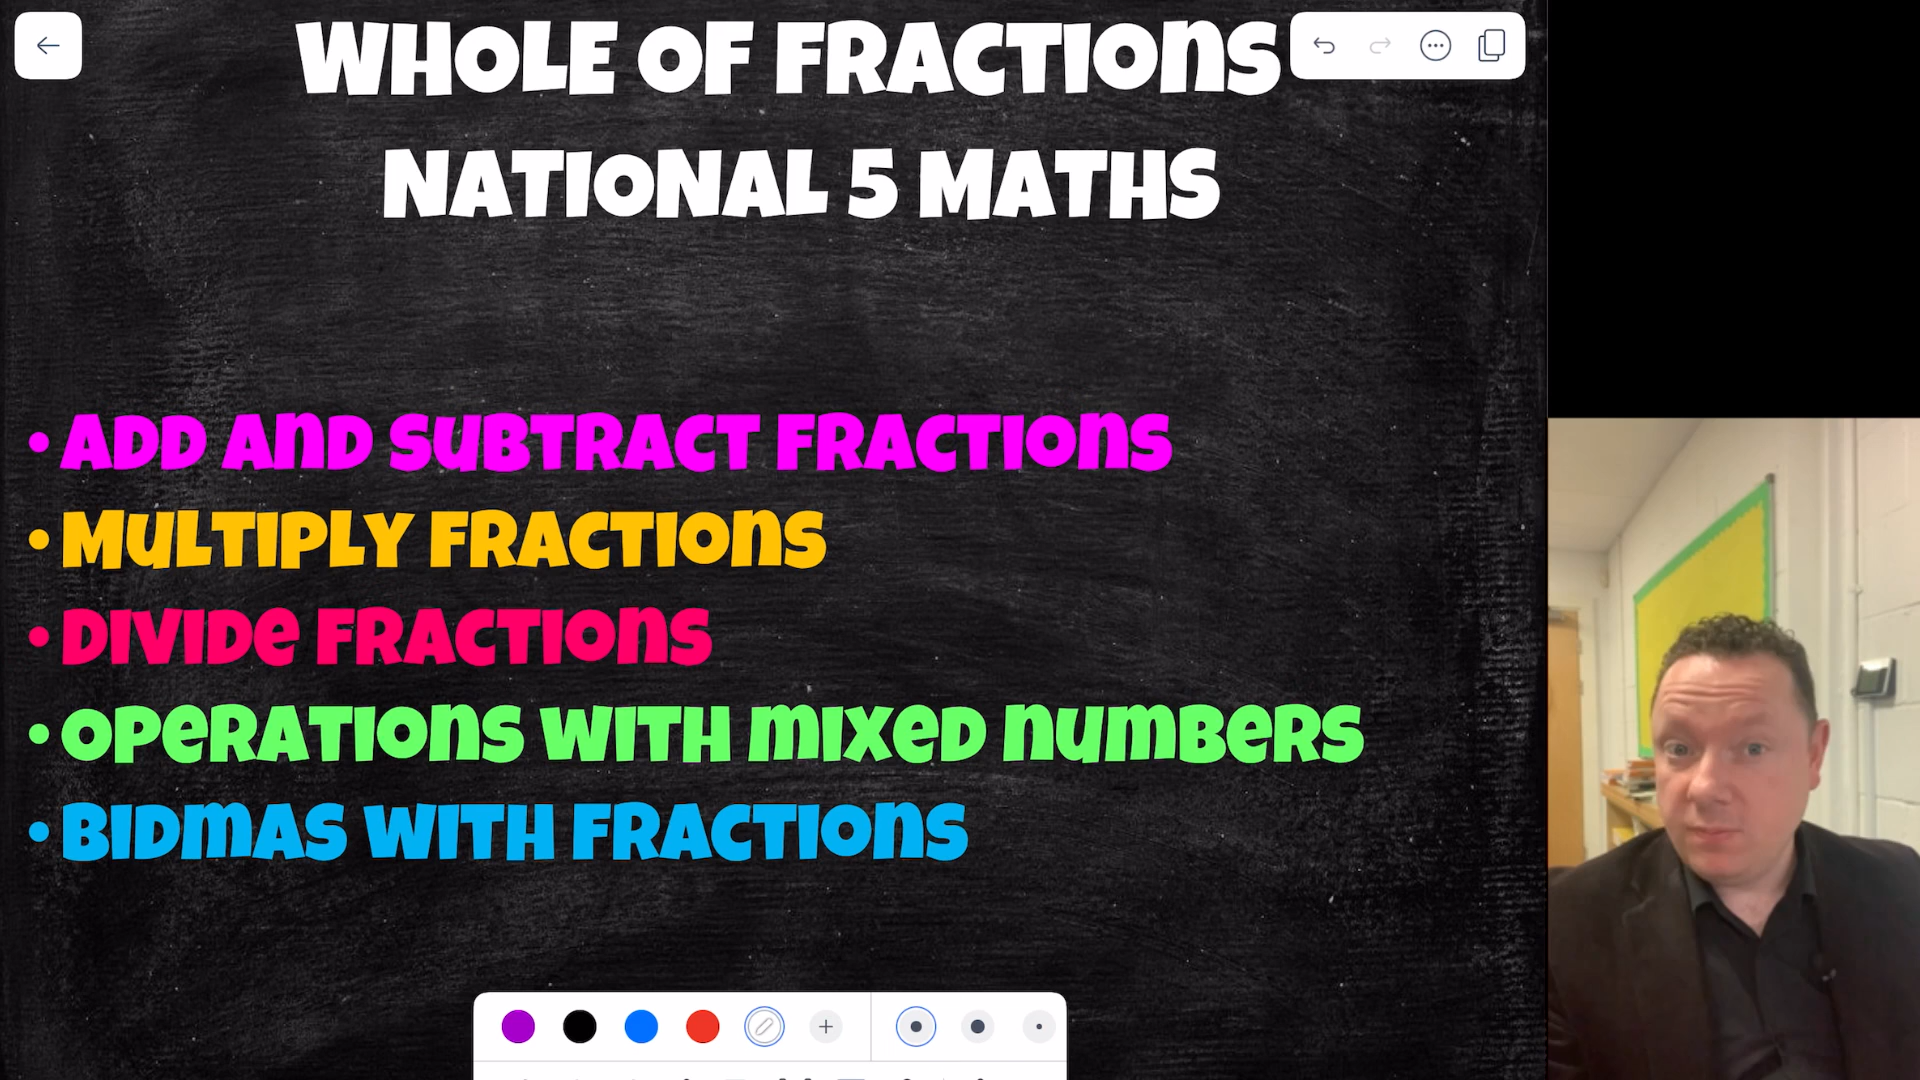 WHOLE OF FRACTIONS
NATIONAL 5 MATHS
• ADD AND SUBTRACT FRACTIONS
• MULTIPLY FRACTIONS
• DIVIDE FRACTIONS
• OPERATIONS WITH MIXED NUMBERS
• BIDMAS WITH FRACTIONS